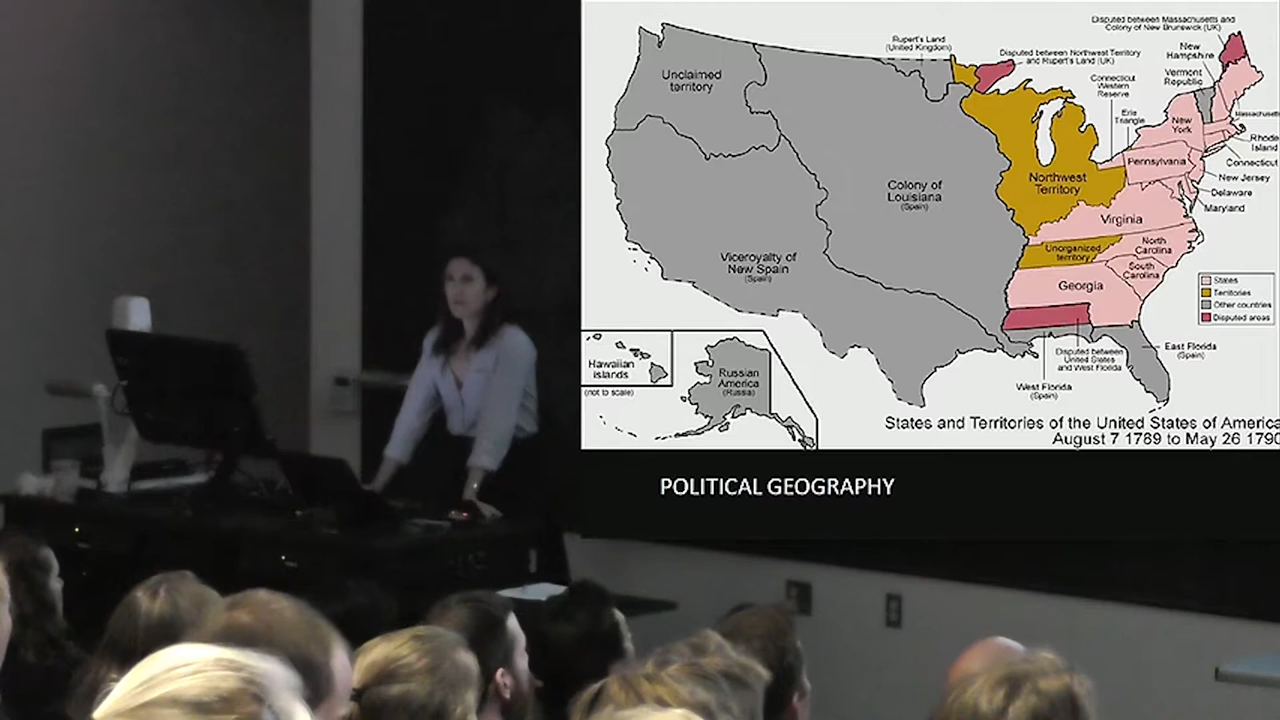 Disputed between Massachusetts and
Colony of New Brunswick (UK)
Rupert's Land
(United Kingdom)
Disputed between Northwest Territory
and Rupert's Land (UK)
New
Hampshire
Vermont
Republic
Connecticut
Western
Reserve
Erie
Triangle
Unclaimed
territory
New
York
Massachusetts
Rhode
Island
Connecticut
Pennsylvania
New Jersey
Delaware
Maryland
Northwest
Territory
Colony of
Louisiana
(Spain)
Virginia
Unorganized
territory
North
Carolina
South
Carolina
Viceroyalty of
New Spain
(Spain)
Georgia
States
Territories
Other countries
Disputed areas
East Florida
(Spain)
Disputed between
United States
and West Florida
West Florida
(Spain)
Hawaiian
islands
(not to scale)
Russian
America
(Russia)
States and Territories of the United States of America
August 7 1789 to May 26 1790
POLITICAL GEOGRAPHY